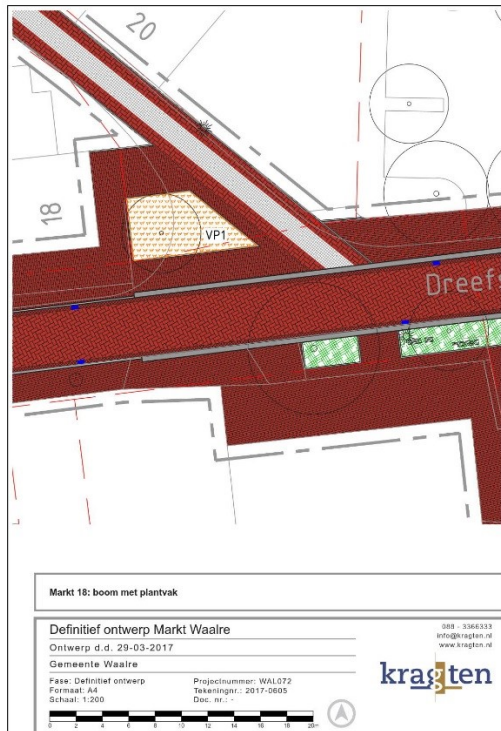 20
18
VP1
Dreefs
Markt 18: boom met plantvak
Definitief ontwerp Markt Waalre
Ontwerp d.d. 29-03-2017
Gemeente Waalre
Fase: Definitief ontwerp
Formaat: A4
Schaal: 1:200
Projectnummer: WAL072
Tekeningnr.: 2017-0605
Doc. nr.: -
0 2 4 6 8 10 12 14 16 18 20m
088 - 3366333
info@kragten.nl
www.kragten.nl
kragten